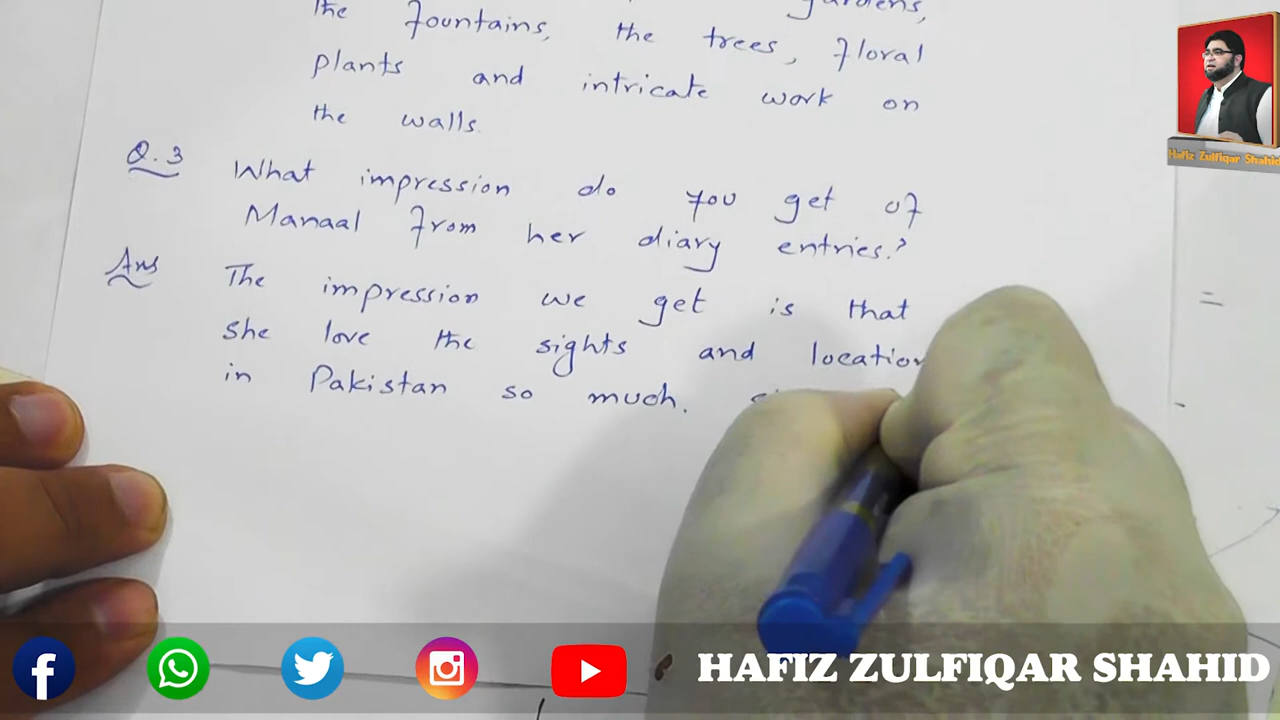 gardens,
the fountains, the trees, floral
plants and intricate work on
the walls.
Q.3 What impression do you get of
Manaal from her diary entries?
Ans The impression we get is that
she love the sights and location
in Pakistan so much.
Hafiz Zulfiqar Shahid
HAFIZ ZULFIQAR SHAHID